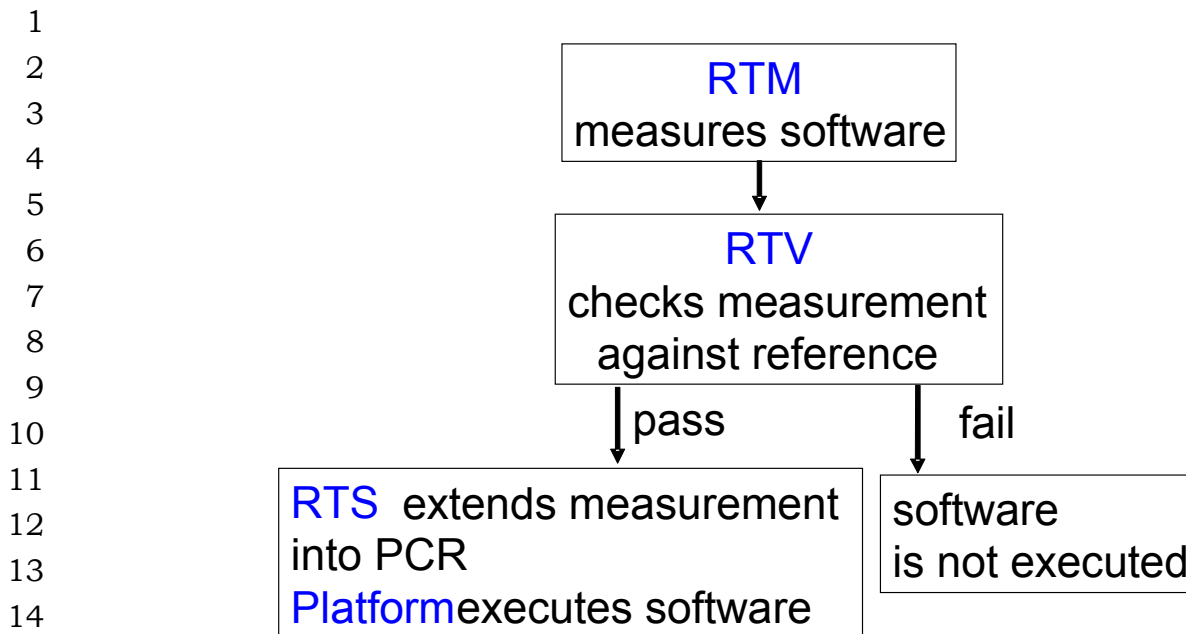 1
2
3
4
5
6
7
8
9
10
11
12
13
14
RTM
measures software
RTV
checks measurement
against reference
pass
fail
RTS extends measurement
into PCR
Platformexecutes software
software
is not executed